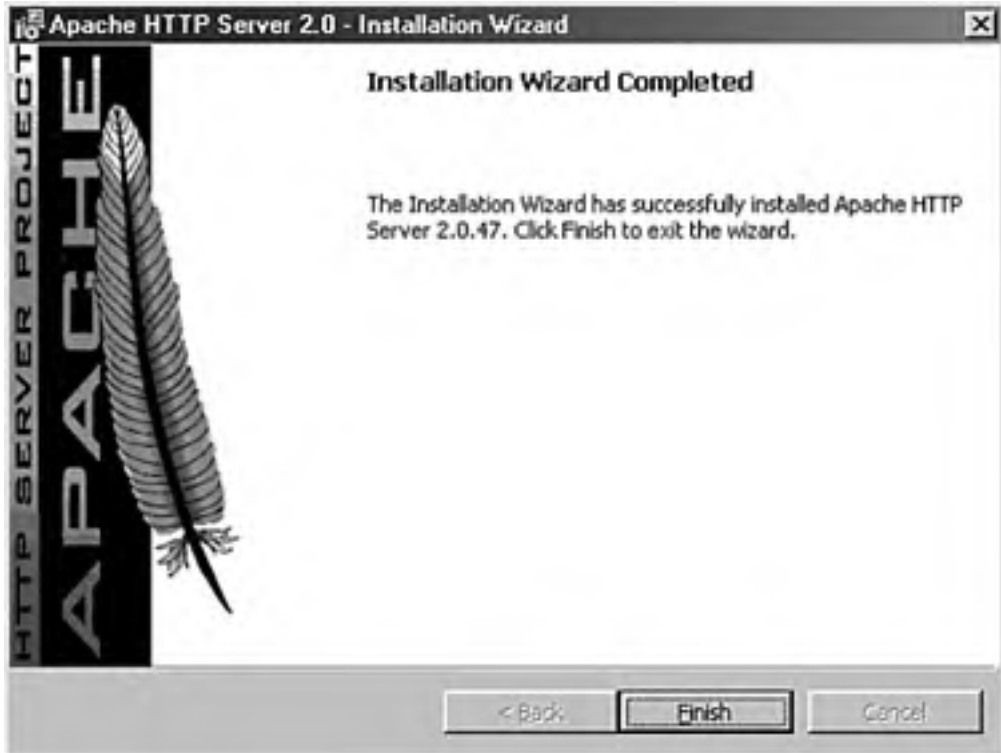 Apache HTTP Server 2.0 - Installation Wizard
HTTP SERVER PROJECT
APACHE
Installation Wizard Completed
The Installation Wizard has successfully installed Apache HTTP
Server 2.0.47. Click Finish to exit the wizard.
< Back
Finish
Cancel